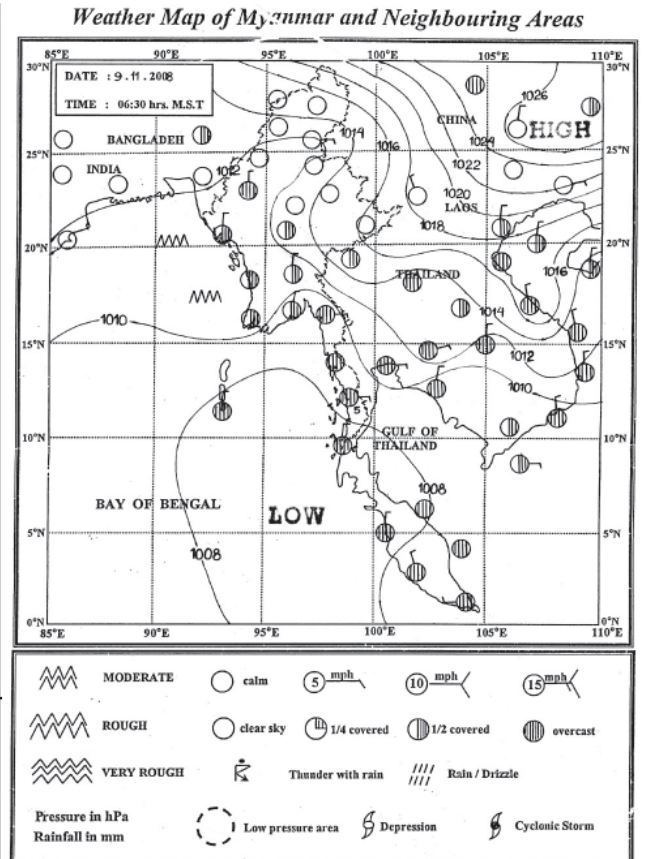 Weather Map of Myanmar and Neighbouring Areas
85°E 90°E 95°E 100°E 105°E 110°E
30°N 30°N
DATE : 9.11.2008
TIME : 06:30 hrs. M.S.T
1026
CHINA
HIGH
1014
BANGLADESH
1016
1024
25°N 25°N
1022
INDIA
1012
1020
LAOS
1018
20°N 20°N
THAILAND
1016
1014
1010
15°N 15°N
1012
1010
5
10°N 10°N
GULF OF
THAILAND
1008
BAY OF BENGAL
LOW
5°N 5°N
1008
0°N 0°N
85°E 90°E 95°E 100°E 105°E 110°E
MODERATE calm 5 mph 10 mph 15 mph
ROUGH clear sky 1/4 covered 1/2 covered overcast
VERY ROUGH Thunder with rain Rain / Drizzle
Pressure in hPa
Rainfall in mm
Low pressure area Depression Cyclonic Storm